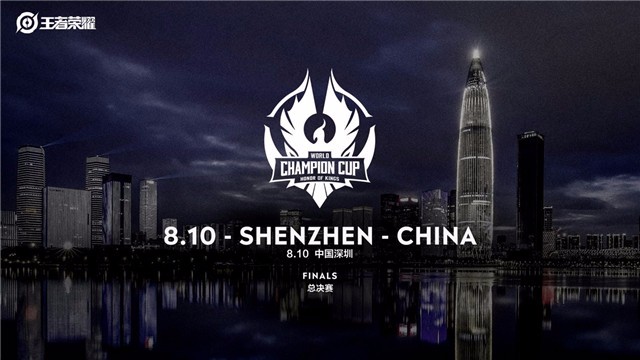 王者荣耀
WORLD
CHAMPION CUP
HONOR OF KINGS
8.10 - SHENZHEN - CHINA
8.10 中国深圳
FINALS
总决赛